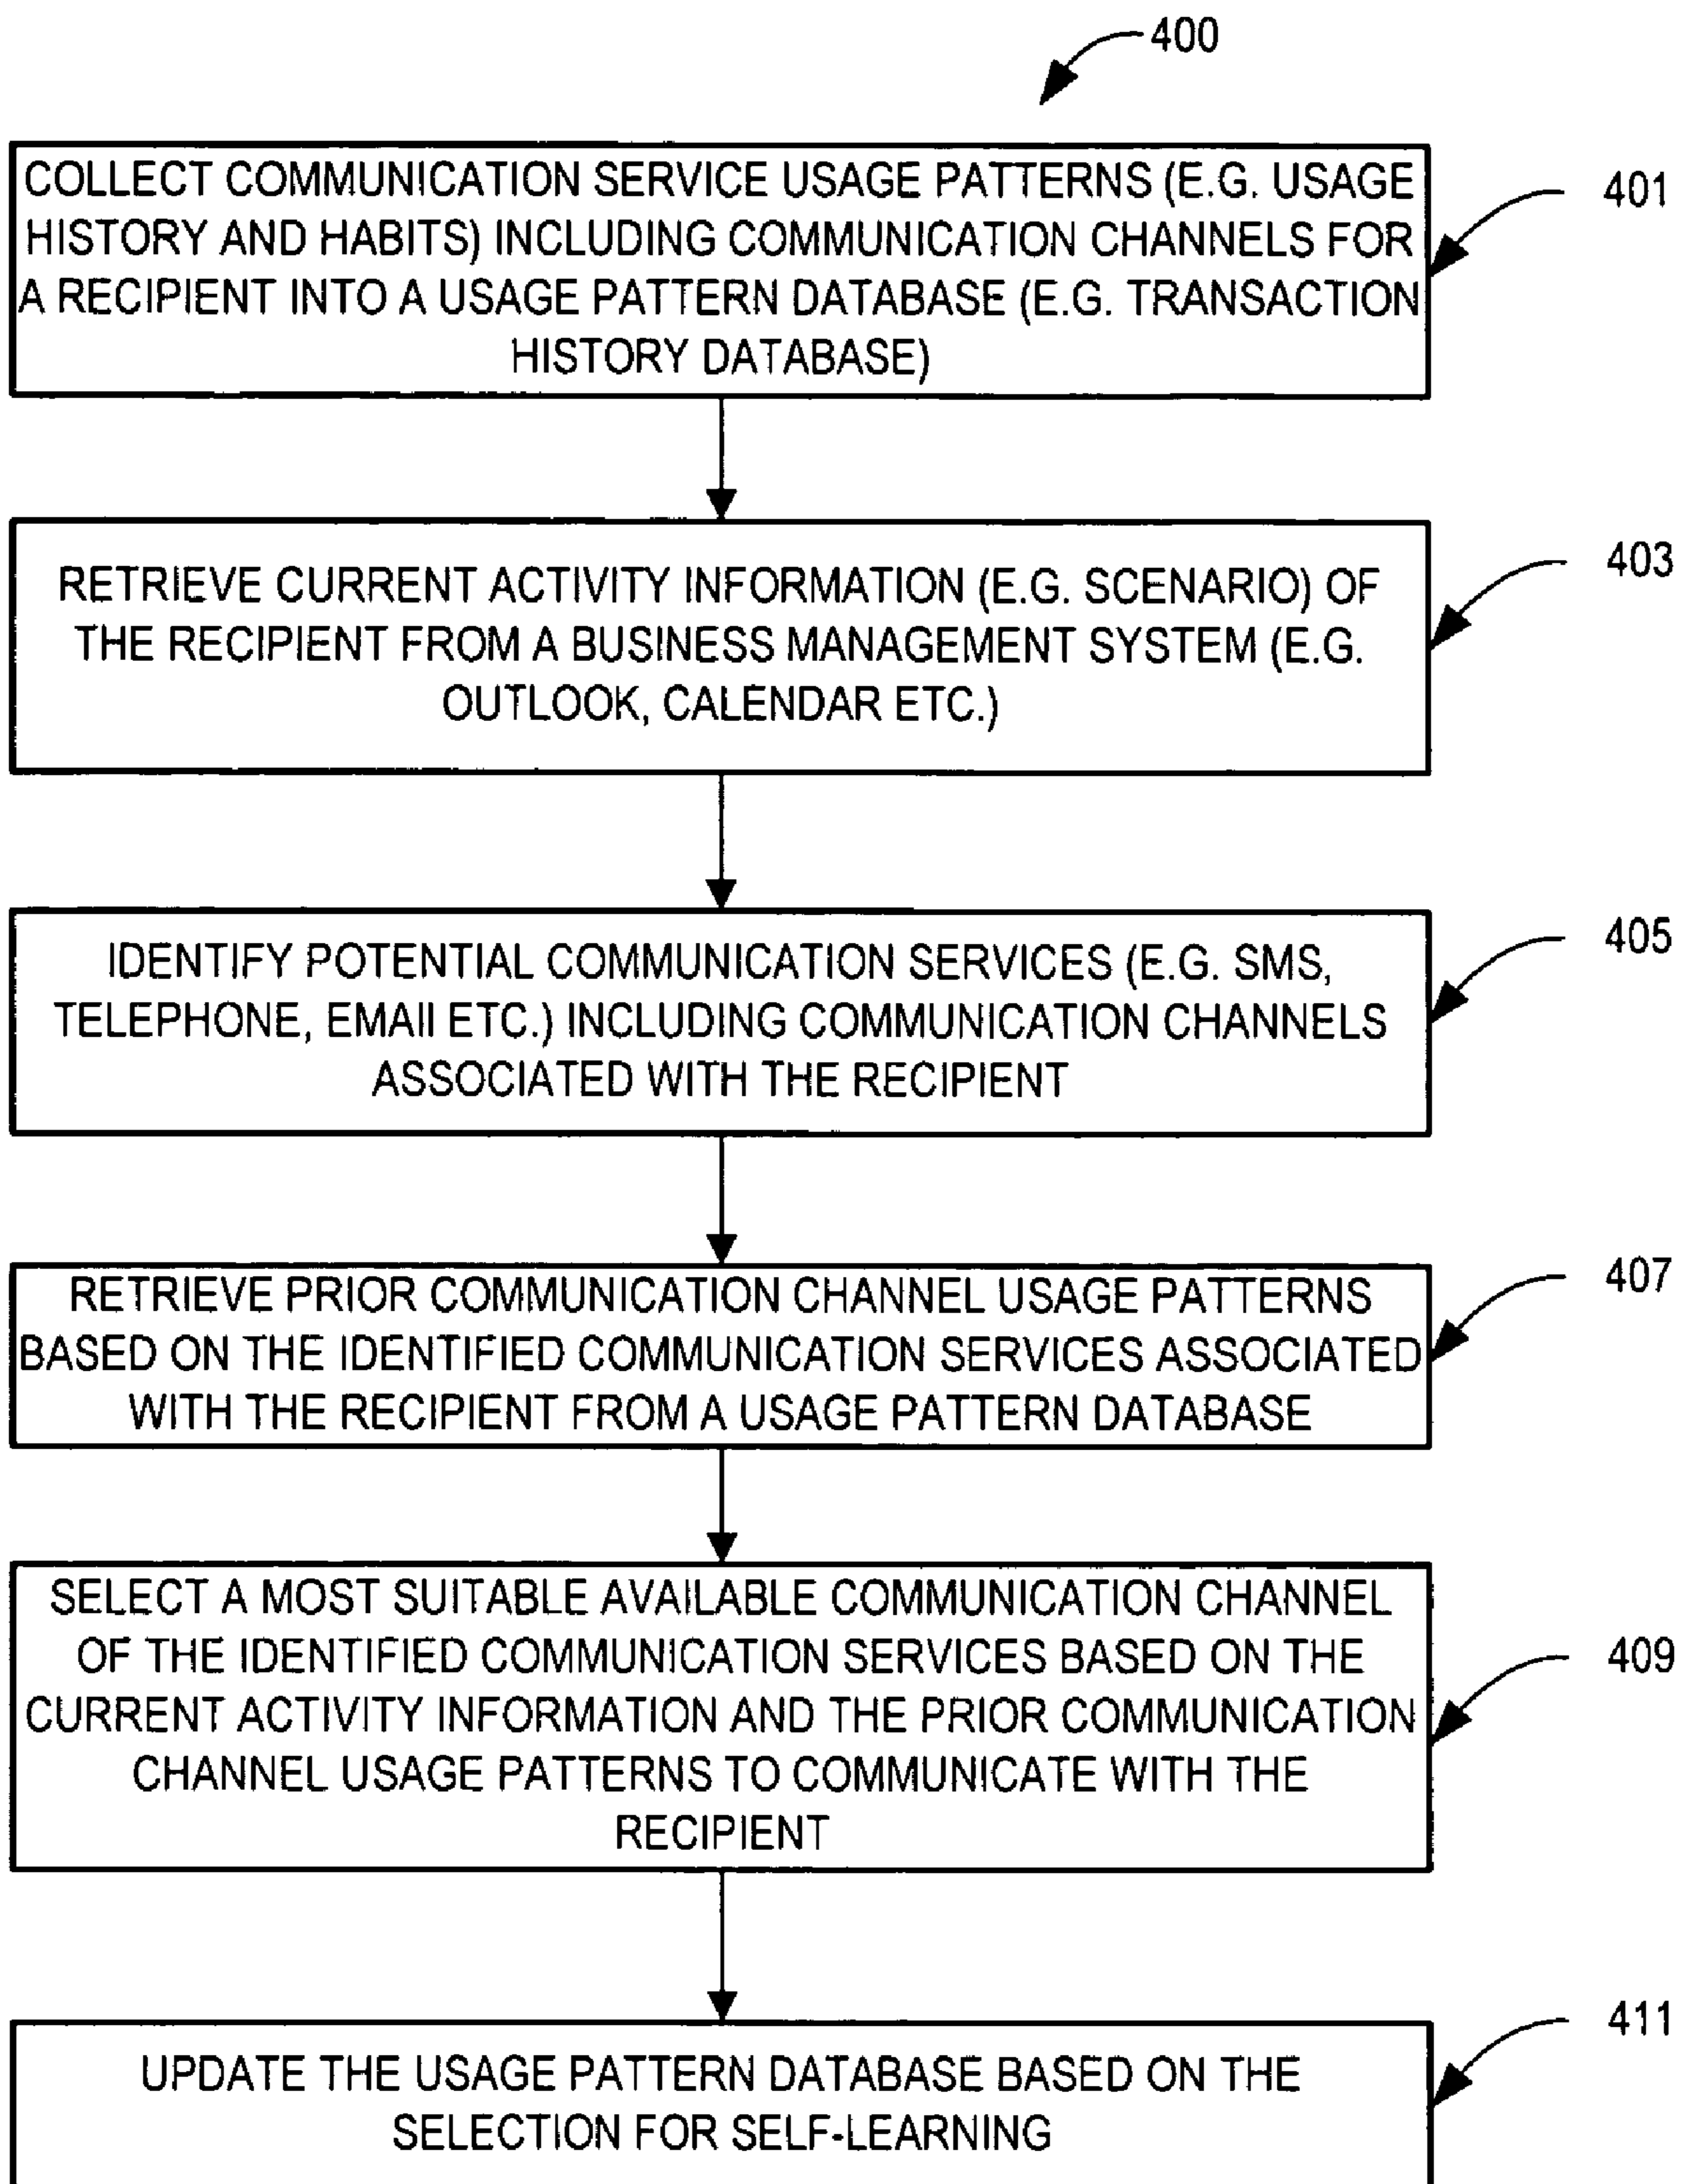 400
COLLECT COMMUNICATION SERVICE USAGE PATTERNS (E.G. USAGE
HISTORY AND HABITS) INCLUDING COMMUNICATION CHANNELS FOR
A RECIPIENT INTO A USAGE PATTERN DATABASE (E.G. TRANSACTION
HISTORY DATABASE)
401
RETRIEVE CURRENT ACTIVITY INFORMATION (E.G. SCENARIO) OF
THE RECIPIENT FROM A BUSINESS MANAGEMENT SYSTEM (E.G.
OUTLOOK, CALENDAR ETC.)
403
IDENTIFY POTENTIAL COMMUNICATION SERVICES (E.G. SMS,
TELEPHONE, EMAIl ETC.) INCLUDING COMMUNICATION CHANNELS
ASSOCIATED WITH THE RECIPIENT
405
RETRIEVE PRIOR COMMUNICATION CHANNEL USAGE PATTERNS
BASED ON THE IDENTIFIED COMMUNICATION SERVICES ASSOCIATED
WITH THE RECIPIENT FROM A USAGE PATTERN DATABASE
407
SELECT A MOST SUITABLE AVAILABLE COMMUNICATION CHANNEL
OF THE IDENTIFIED COMMUNICATION SERVICES BASED ON THE
CURRENT ACTIVITY INFORMATION AND THE PRIOR COMMUNICATION
CHANNEL USAGE PATTERNS TO COMMUNICATE WITH THE
RECIPIENT
409
UPDATE THE USAGE PATTERN DATABASE BASED ON THE
SELECTION FOR SELF-LEARNING
411